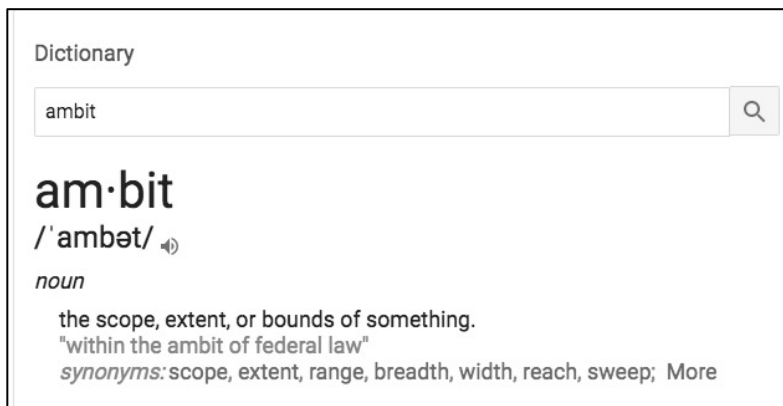 Dictionary
ambit
am·bit
/ˈambət/
noun
the scope, extent, or bounds of something.
"within the ambit of federal law"
synonyms: scope, extent, range, breadth, width, reach, sweep; More